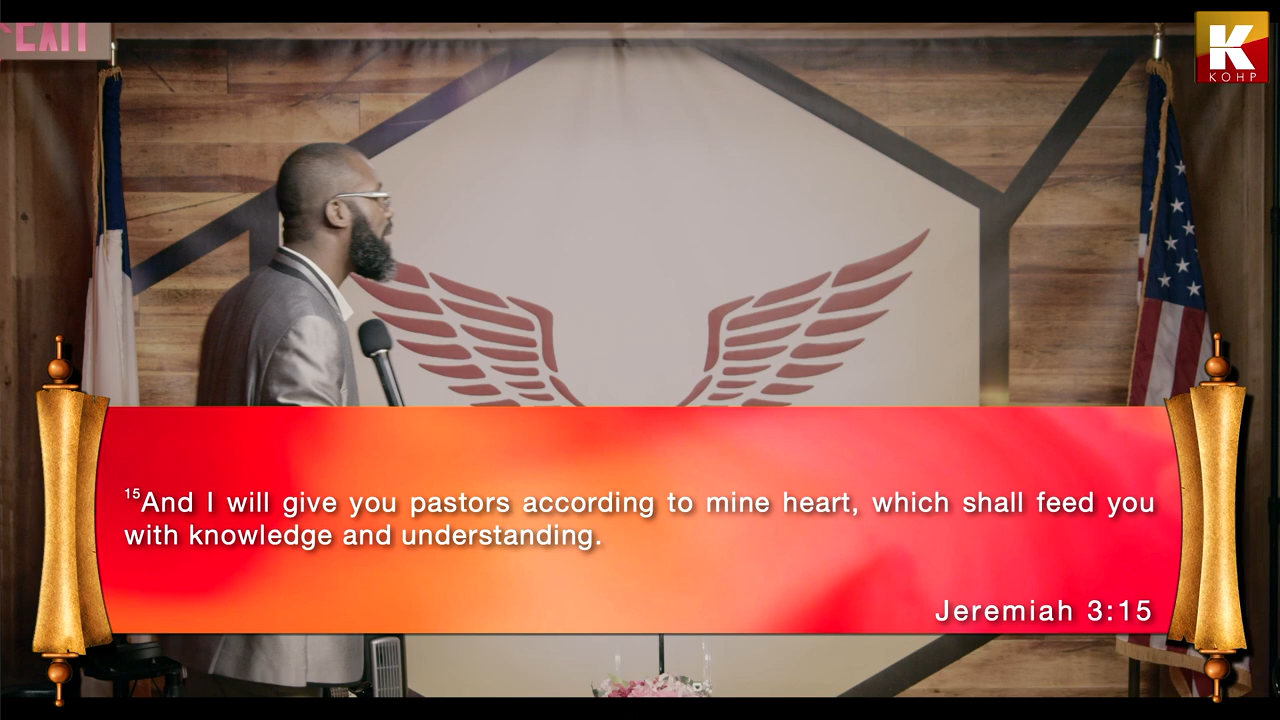 EXIT
K
KOHP
15And I will give you pastors according to mine heart, which shall feed you
with knowledge and understanding.
Jeremiah 3:15